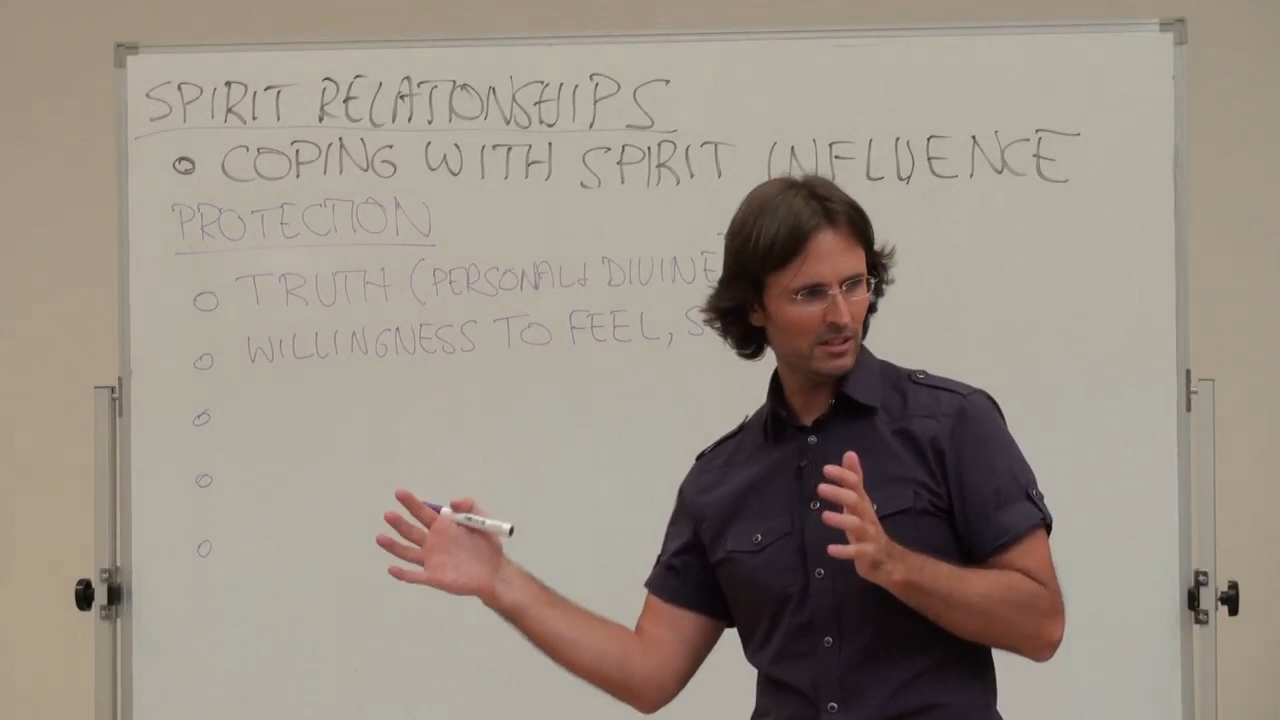 SPIRIT RELATIONSHIPS
• COPING WITH SPIRIT INFLUENCE
PROTECTION
○ TRUTH (PERSONAL & DIVINE
○ WILLINGNESS TO FEEL,
○
○
○